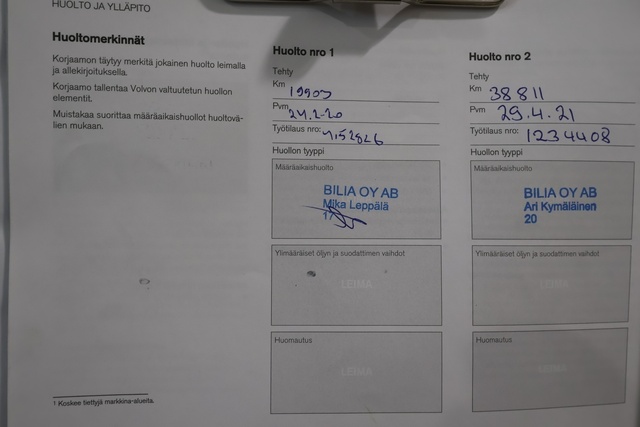 HUOLTO JA YLLÄPITO
Huoltomerkinnät
Korjaamon täytyy merkitä jokainen huolto leimalla
ja allekirjoituksella.
Korjaamo tallentaa Volvon valtuutetun huollon
elementit.
Muistakaa suorittaa määräaikaishuollot huoltovä-
lien mukaan.
1 Koskee tiettyjä markkina-alueita.
Huolto nro 1
Tehty
Km 19903
Pvm 24.2-20
Työtilaus nro:
Huollon tyyppi
Määräaikaishuolto
BILIA OY AB
Mika Leppälä
Ylimääräiset öljyn ja suodattimen vaihdot
LEIMA
Huomautus
LEIMA
Huolto nro 2
Tehty
Km 38811
Pvm 29.4.21
Työtilaus nro: 1234408
Huollon tyyppi
Määräaikaishuolto
BILIA OY AB
Ari Kymäläinen
20
Ylimääräiset öljyn ja suodattimen vaihdot
LEIMA
Huomautus
LEIMA